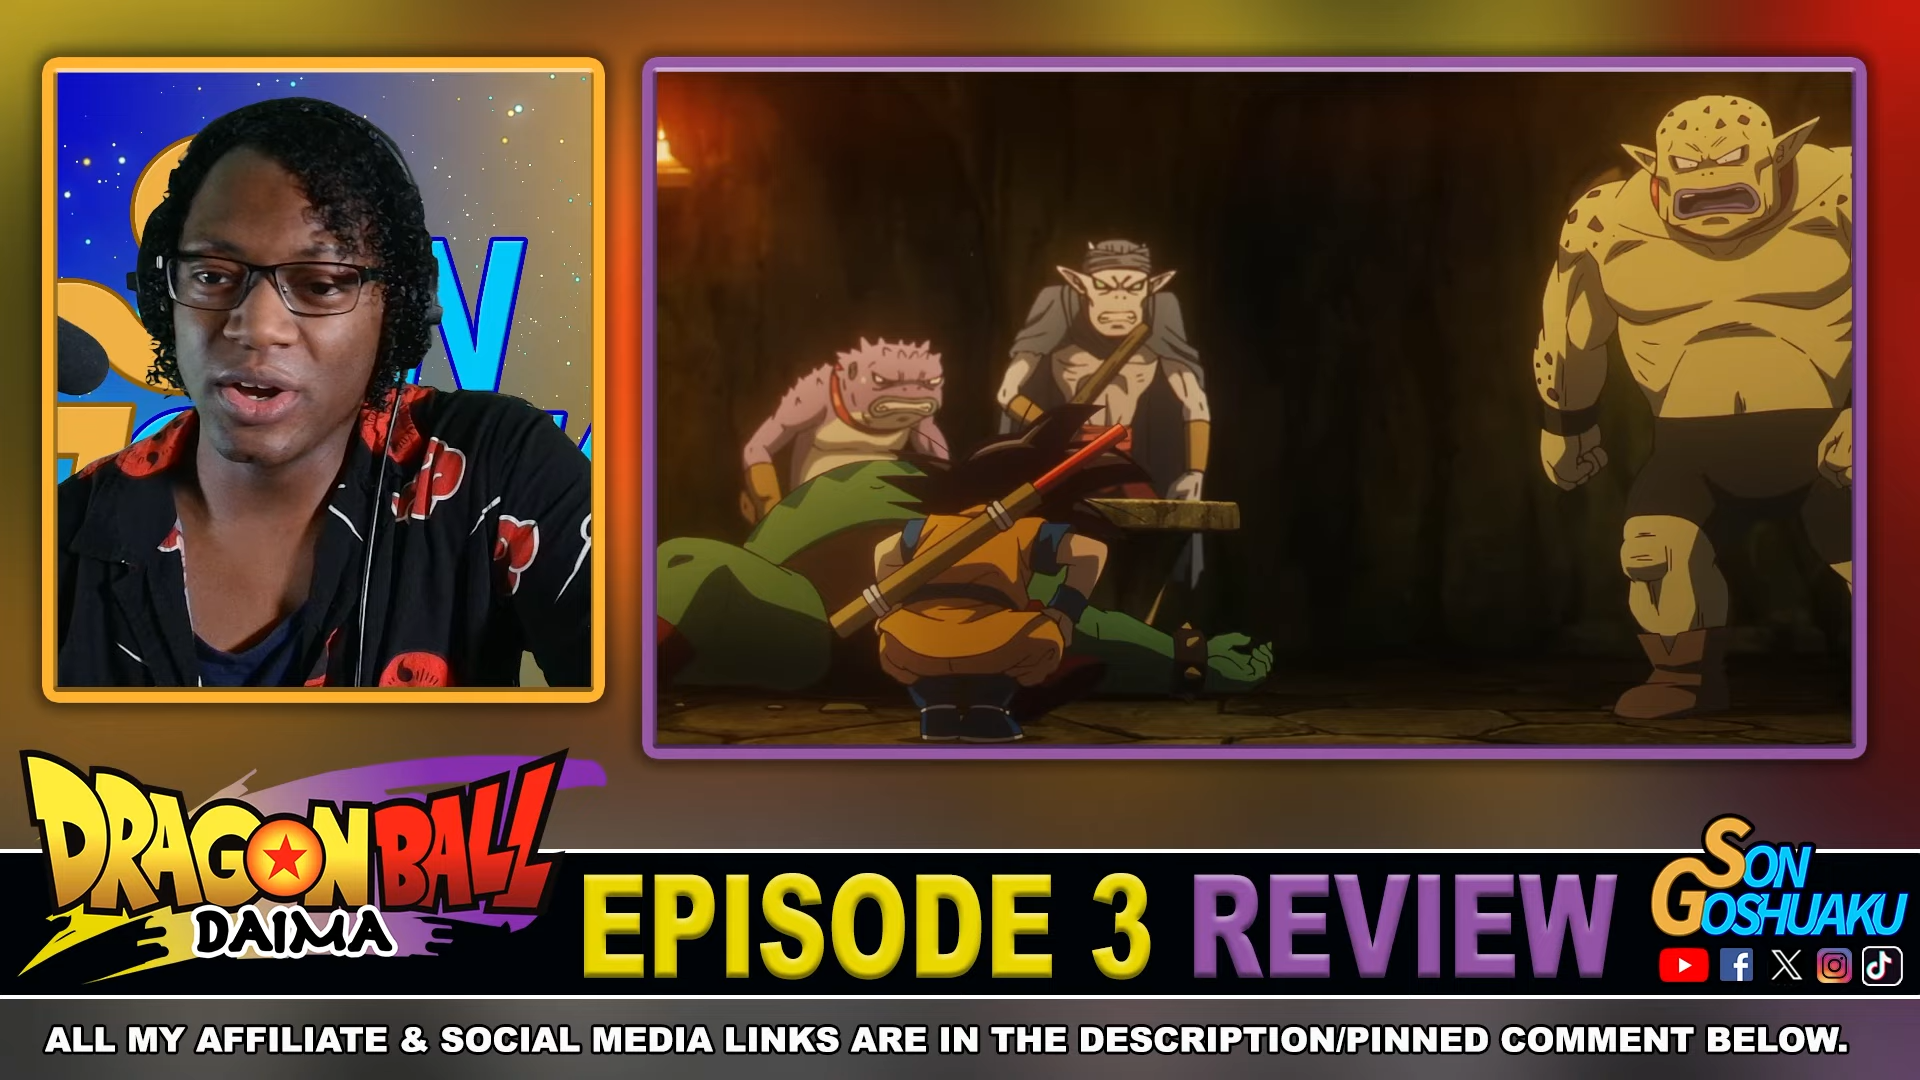 DRAGON BALL
DAIMA
EPISODE 3 REVIEW
SON
GOSHUAKU
ALL MY AFFILIATE & SOCIAL MEDIA LINKS ARE IN THE DESCRIPTION/PINNED COMMENT BELOW.